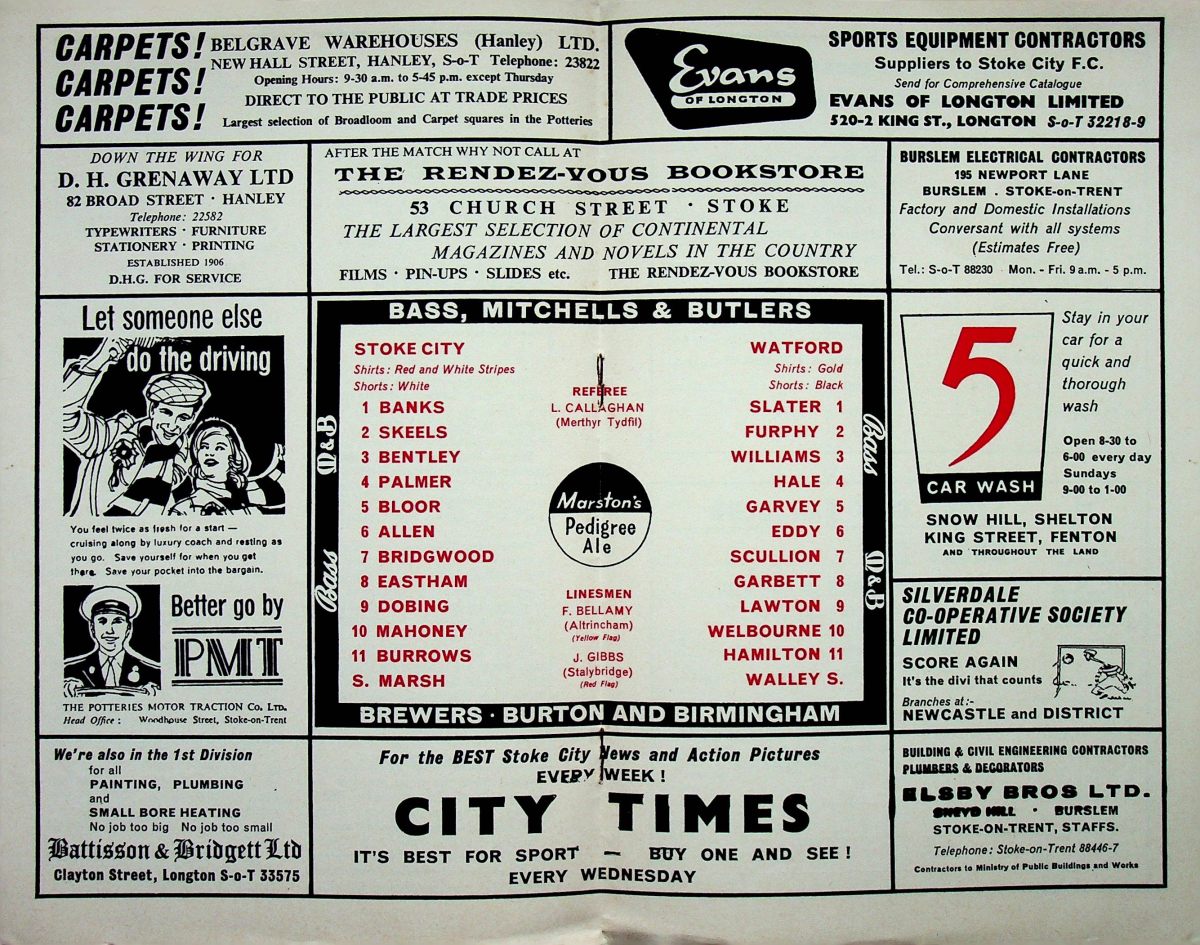 CARPETS!
CARPETS!
CARPETS!
BELGRAVE WAREHOUSES (Hanley) LTD.
NEW HALL STREET, HANLEY, S-o-T Telephone: 23822
Opening Hours: 9-30 a.m. to 5-45 p.m. except Thursday
DIRECT TO THE PUBLIC AT TRADE PRICES
Largest selection of Broadloom and Carpet squares in the Potteries
Evans
OF LONGTON
SPORTS EQUIPMENT CONTRACTORS
Suppliers to Stoke City F.C.
Send for Comprehensive Catalogue
EVANS OF LONGTON LIMITED
520-2 KING ST., LONGTON S-o-T 32218-9
DOWN THE WING FOR
D. H. GRENAWAY LTD
82 BROAD STREET · HANLEY
Telephone: 22582
TYPEWRITERS · FURNITURE
STATIONERY · PRINTING
ESTABLISHED 1906
D.H.G. FOR SERVICE
AFTER THE MATCH WHY NOT CALL AT
THE RENDEZ-VOUS BOOKSTORE
53 CHURCH STREET · STOKE
THE LARGEST SELECTION OF CONTINENTAL
MAGAZINES AND NOVELS IN THE COUNTRY
FILMS · PIN-UPS · SLIDES etc. THE RENDEZ-VOUS BOOKSTORE
BURSLEM ELECTRICAL CONTRACTORS
195 NEWPORT LANE
BURSLEM . STOKE-on-TRENT
Factory and Domestic Installations
Conversant with all systems
(Estimates Free)
Tel.: S-o-T 88230 Mon. - Fri. 9 a.m. - 5 p.m.
Let someone else
do the driving
You feel twice as fresh for a start —
cruising along by luxury coach and resting as
you go. Save yourself for when you get
there. Save your pocket into the bargain.
Better go by
PMT
THE POTTERIES MOTOR TRACTION Co. Ltd.
Head Office : Woodhouse Street, Stoke-on-Trent
BASS, MITCHELLS & BUTLERS
M&B
Bass
STOKE CITY
Shirts: Red and White Stripes
Shorts: White
1 BANKS
2 SKEELS
3 BENTLEY
4 PALMER
5 BLOOR
6 ALLEN
7 BRIDGWOOD
8 EASTHAM
9 DOBING
10 MAHONEY
11 BURROWS
S. MARSH
REFEREE
L. CALLAGHAN
(Merthyr Tydfil)
Marston's
Pedigree
Ale
LINESMEN
F. BELLAMY
(Altrincham)
(Yellow Flag)
J. GIBBS
(Stalybridge)
(Red Flag)
WATFORD
Shirts: Gold
Shorts: Black
SLATER 1
FURPHY 2
WILLIAMS 3
HALE 4
GARVEY 5
EDDY 6
SCULLION 7
GARBETT 8
LAWTON 9
WELBOURNE 10
HAMILTON 11
WALLEY S.
Bass
M&B
BREWERS · BURTON AND BIRMINGHAM
5
CAR WASH
Stay in your
car for a
quick and
thorough
wash
Open 8-30 to
6-00 every day
Sundays
9-00 to 1-00
SNOW HILL, SHELTON
KING STREET, FENTON
AND THROUGHOUT THE LAND
SILVERDALE
CO-OPERATIVE SOCIETY
LIMITED
SCORE AGAIN
It's the divi that counts
Branches at:-
NEWCASTLE and DISTRICT
We're also in the 1st Division
for all
PAINTING, PLUMBING
and
SMALL BORE HEATING
No job too big No job too small
Battisson & Bridgett Ltd
Clayton Street, Longton S-o-T 33575
For the BEST Stoke City News and Action Pictures
EVERY WEEK !
CITY TIMES
IT'S BEST FOR SPORT — BUY ONE AND SEE !
EVERY WEDNESDAY
BUILDING & CIVIL ENGINEERING CONTRACTORS
PLUMBERS & DECORATORS
ELSBY BROS LTD.
SNEYD HILL · BURSLEM
STOKE-ON-TRENT, STAFFS.
Telephone: Stoke-on-Trent 88446-7
Contractors to Ministry of Public Buildings and Works